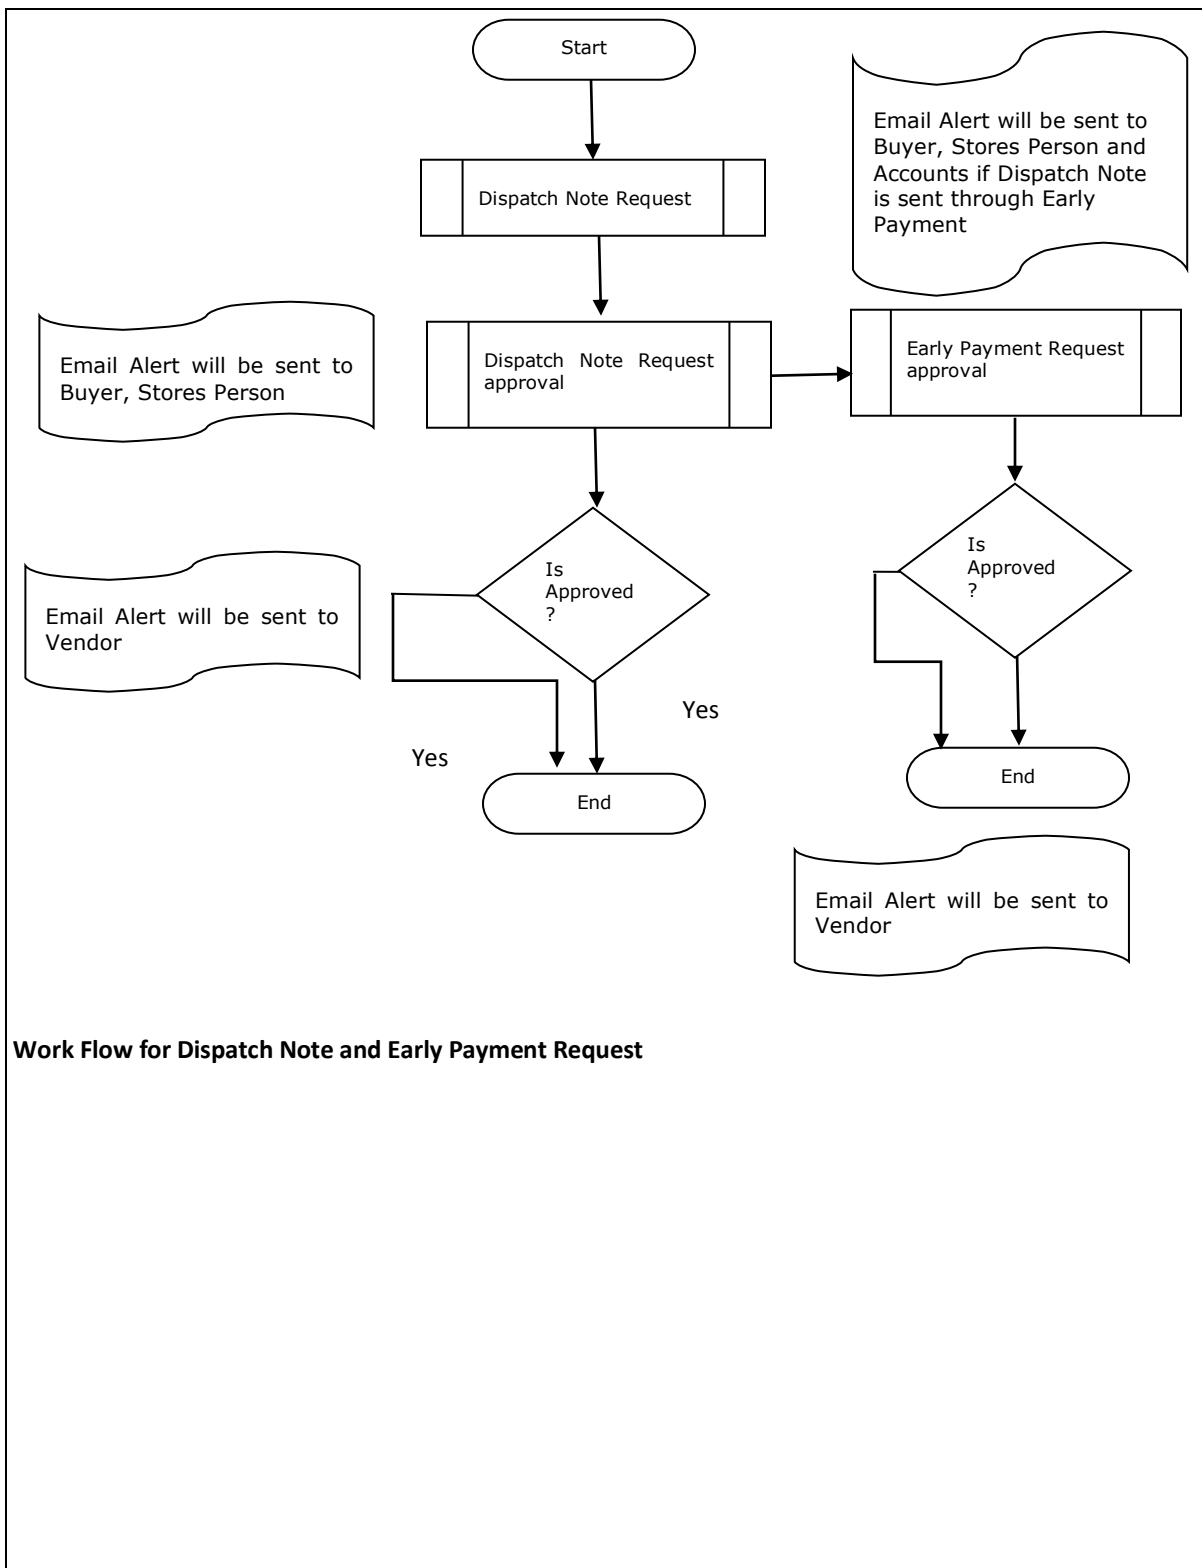 Start
Email Alert will be sent to
Buyer, Stores Person and
Accounts if Dispatch Note
is sent through Early
Payment
Dispatch Note Request
Email Alert will be sent to
Buyer, Stores Person
Dispatch Note Request
approval
Early Payment Request
approval
Is
Approved
?
Is
Approved
?
Email Alert will be sent to
Vendor
Yes
Yes
End
End
Email Alert will be sent to
Vendor
Work Flow for Dispatch Note and Early Payment Request